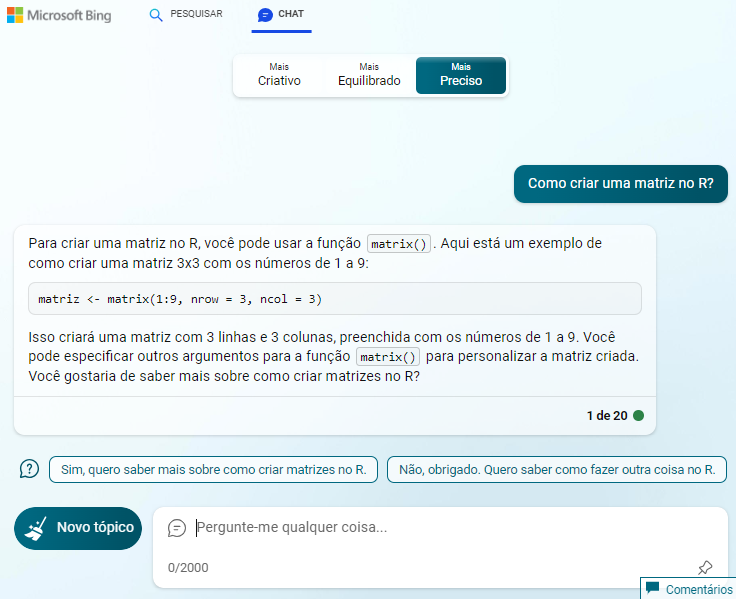 Microsoft Bing
PESQUISAR
CHAT
Mais
Criativo
Mais
Equilibrado
Mais
Preciso
Como criar uma matriz no R?
Para criar uma matriz no R, você pode usar a função matrix(). Aqui está um exemplo de
como criar uma matriz 3x3 com os números de 1 a 9:
matriz <- matrix(1:9, nrow = 3, ncol = 3)
Isso criará uma matriz com 3 linhas e 3 colunas, preenchida com os números de 1 a 9. Você
pode especificar outros argumentos para a função matrix() para personalizar a matriz criada.
Você gostaria de saber mais sobre como criar matrizes no R?
1 de 20
Sim, quero saber mais sobre como criar matrizes no R.
Não, obrigado. Quero saber como fazer outra coisa no R.
Novo tópico
Pergunte-me qualquer coisa...
0/2000
Comentários